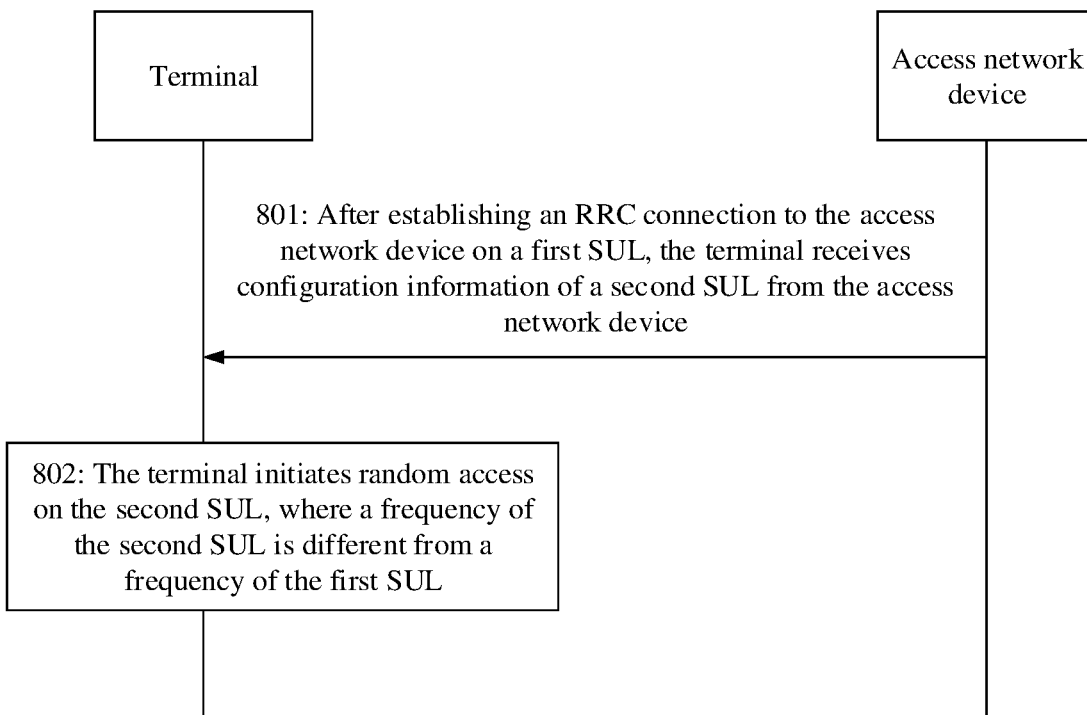 Terminal
Access network
device
801: After establishing an RRC connection to the access
network device on a first SUL, the terminal receives
configuration information of a second SUL from the access
network device
802: The terminal initiates random access
on the second SUL, where a frequency of
the second SUL is different from a
frequency of the first SUL